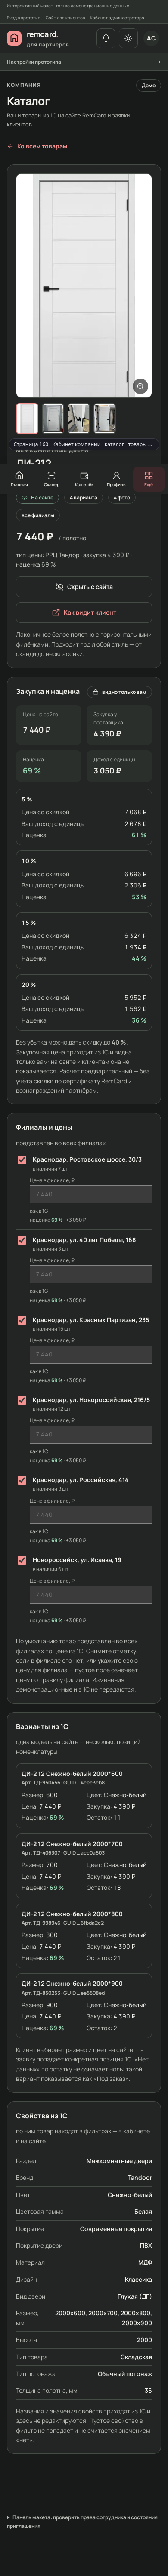 Интерактивный макет · только демонстрационные данные
Вход в прототип Сайт для клиентов Кабинет администратора
remcard.
для партнёров
АС
Настройки прототипа +
КОМПАНИЯ
Демо
Каталог
Ваши товары из 1С на сайте RemCard и заявки клиентов.
← Ко всем товарам
Страница 160 · Кабинет компании · каталог · товары ...
ДИ-212
Главная
Сканер
Кошелёк
Профиль
Ещё
На сайте
4 варианта
4 фото
все филиалы
7 440 ₽ / полотно
тип цены: РРЦ Тандор · закупка 4 390 ₽ ·
наценка 69 %
Скрыть с сайта
Как видит клиент
Лаконичное белое полотно с горизонтальными
филёнками. Подходит под любой стиль — от
сканди до неоклассики.
Закупка и наценка
видно только вам
Цена на сайте
7 440 ₽
Закупка у
поставщика
4 390 ₽
Наценка
69 %
Доход с единицы
3 050 ₽
5 %
Цена со скидкой 7 068 ₽
Ваш доход с единицы 2 678 ₽
Наценка 61 %
10 %
Цена со скидкой 6 696 ₽
Ваш доход с единицы 2 306 ₽
Наценка 53 %
15 %
Цена со скидкой 6 324 ₽
Ваш доход с единицы 1 934 ₽
Наценка 44 %
20 %
Цена со скидкой 5 952 ₽
Ваш доход с единицы 1 562 ₽
Наценка 36 %
Без убытка можно дать скидку до 40 %.
Закупочная цена приходит из 1С и видна
только вам: на сайте и клиентам она не
показывается. Расчёт предварительный — без
учёта скидки по сертификату RemCard и
вознаграждений партнёрам.
Филиалы и цены
представлен во всех филиалах
Краснодар, Ростовское шоссе, 30/3
в наличии 7 шт
Цена в филиале, ₽
7 440
как в 1С
наценка 69 % · +3 050 ₽
Краснодар, ул. 40 лет Победы, 168
в наличии 3 шт
Цена в филиале, ₽
7 440
как в 1С
наценка 69 % · +3 050 ₽
Краснодар, ул. Красных Партизан, 235
в наличии 15 шт
Цена в филиале, ₽
7 440
как в 1С
наценка 69 % · +3 050 ₽
Краснодар, ул. Новороссийская, 216/5
в наличии 12 шт
Цена в филиале, ₽
7 440
как в 1С
наценка 69 % · +3 050 ₽
Краснодар, ул. Российская, 414
в наличии 9 шт
Цена в филиале, ₽
7 440
как в 1С
наценка 69 % · +3 050 ₽
Новороссийск, ул. Исаева, 19
в наличии 6 шт
Цена в филиале, ₽
7 440
как в 1С
наценка 69 % · +3 050 ₽
По умолчанию товар представлен во всех
филиалах по цене из 1С. Снимите отметку,
если в филиале его нет, или укажите свою
цену для филиала — пустое поле означает
цену по правилу филиала. Изменения
демонстрационные и в 1С не передаются.
Варианты из 1С
одна модель на сайте — несколько позиций
номенклатуры
ДИ-212 Снежно-белый 2000*600
Арт. ТД-950456 · GUID …4cec3cb8
Размер: 600 Цвет: Снежно-белый
Цена: 7 440 ₽ Закупка: 4 390 ₽
Наценка: 69 % Остаток: 11
ДИ-212 Снежно-белый 2000*700
Арт. ТД-406307 · GUID …acc0a503
Размер: 700 Цвет: Снежно-белый
Цена: 7 440 ₽ Закупка: 4 390 ₽
Наценка: 69 % Остаток: 18
ДИ-212 Снежно-белый 2000*800
Арт. ТД-998946 · GUID …6fbda2c2
Размер: 800 Цвет: Снежно-белый
Цена: 7 440 ₽ Закупка: 4 390 ₽
Наценка: 69 % Остаток: 21
ДИ-212 Снежно-белый 2000*900
Арт. ТД-850253 · GUID …ee5508ed
Размер: 900 Цвет: Снежно-белый
Цена: 7 440 ₽ Закупка: 4 390 ₽
Наценка: 69 % Остаток: 2
Клиент выбирает размер и цвет на сайте — в
заявку попадает конкретная позиция 1С. «Нет
данных» по остатку не означает ноль: такой
вариант показывается как «Под заказ».
Свойства из 1С
по ним товар находят в фильтрах — в кабинете
и на сайте
Раздел Межкомнатные двери
Бренд Tandoor
Цвет Снежно-белый
Цветовая гамма Белая
Покрытие Современные покрытия
Покрытие двери ПВХ
Материал МДФ
Дизайн Классика
Вид двери Глухая (ДГ)
Размер, мм 2000х600, 2000х700, 2000х800, 2000х900
Высота 2000
Тип товара Складская
Тип погонажа Обычный погонаж
Толщина полотна, мм 36
Названия и значения свойств приходят из 1С и
здесь не редактируются. Пустое свойство в
фильтр не попадает и не считается значением
«нет».
▸ Панель макета: проверить права сотрудника и состояние
приглашения